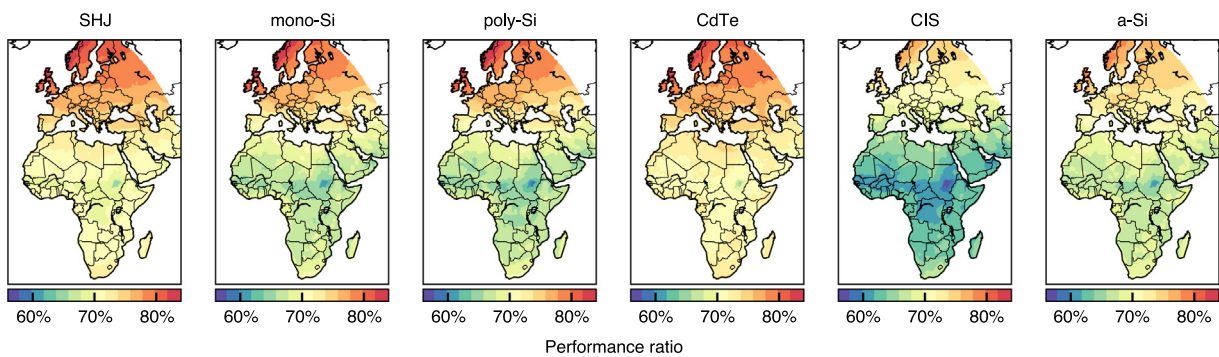 SHJ mono-Si poly-Si CdTe CIS a-Si
60% 70% 80% 60% 70% 80% 60% 70% 80% 60% 70% 80% 60% 70% 80% 60% 70% 80%
Performance ratio